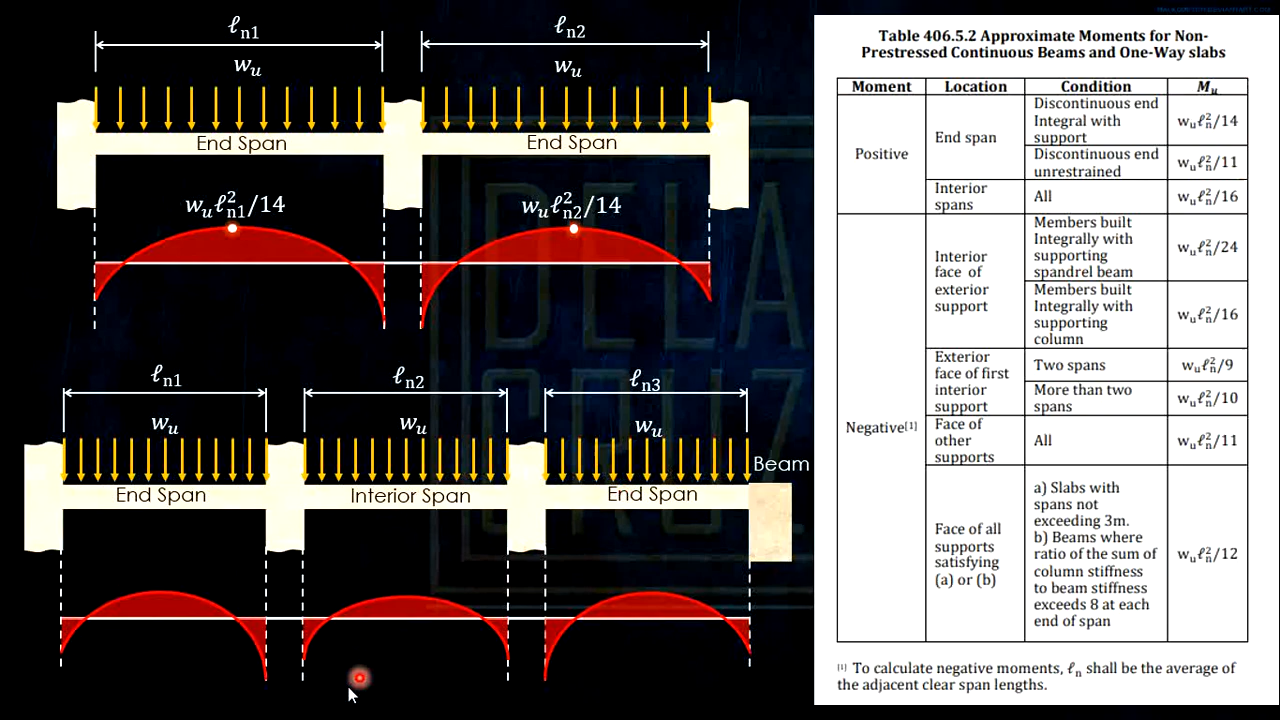 ℓn1
ℓn2
wᵤ
wᵤ
End Span
End Span
wᵤℓ²n1/14
wᵤℓ²n2/14
ℓn1
ℓn2
ℓn3
wᵤ
wᵤ
wᵤ
Beam
End Span
Interior Span
End Span
DELA
CRUZ
Table 406.5.2 Approximate Moments for Non-
Prestressed Continuous Beams and One-Way slabs
Moment Location Condition Mᵤ
Positive
End span
Discontinuous end
Integral with
support
wᵤℓ²n/14
Discontinuous end
unrestrained
wᵤℓ²n/11
Interior
spans
All
wᵤℓ²n/16
Negative[1]
Interior
face of
exterior
support
Members built
Integrally with
supporting
spandrel beam
wᵤℓ²n/24
Members built
Integrally with
supporting
column
wᵤℓ²n/16
Exterior
face of first
interior
support
Two spans
wᵤℓ²n/9
More than two
spans
wᵤℓ²n/10
Face of
other
supports
All
wᵤℓ²n/11
Face of all
supports
satisfying
(a) or (b)
a) Slabs with
spans not
exceeding 3m.
b) Beams where
ratio of the sum of
column stiffness
to beam stiffness
exceeds 8 at each
end of span
wᵤℓ²n/12
[1] To calculate negative moments, ℓn shall be the average of
the adjacent clear span lengths.